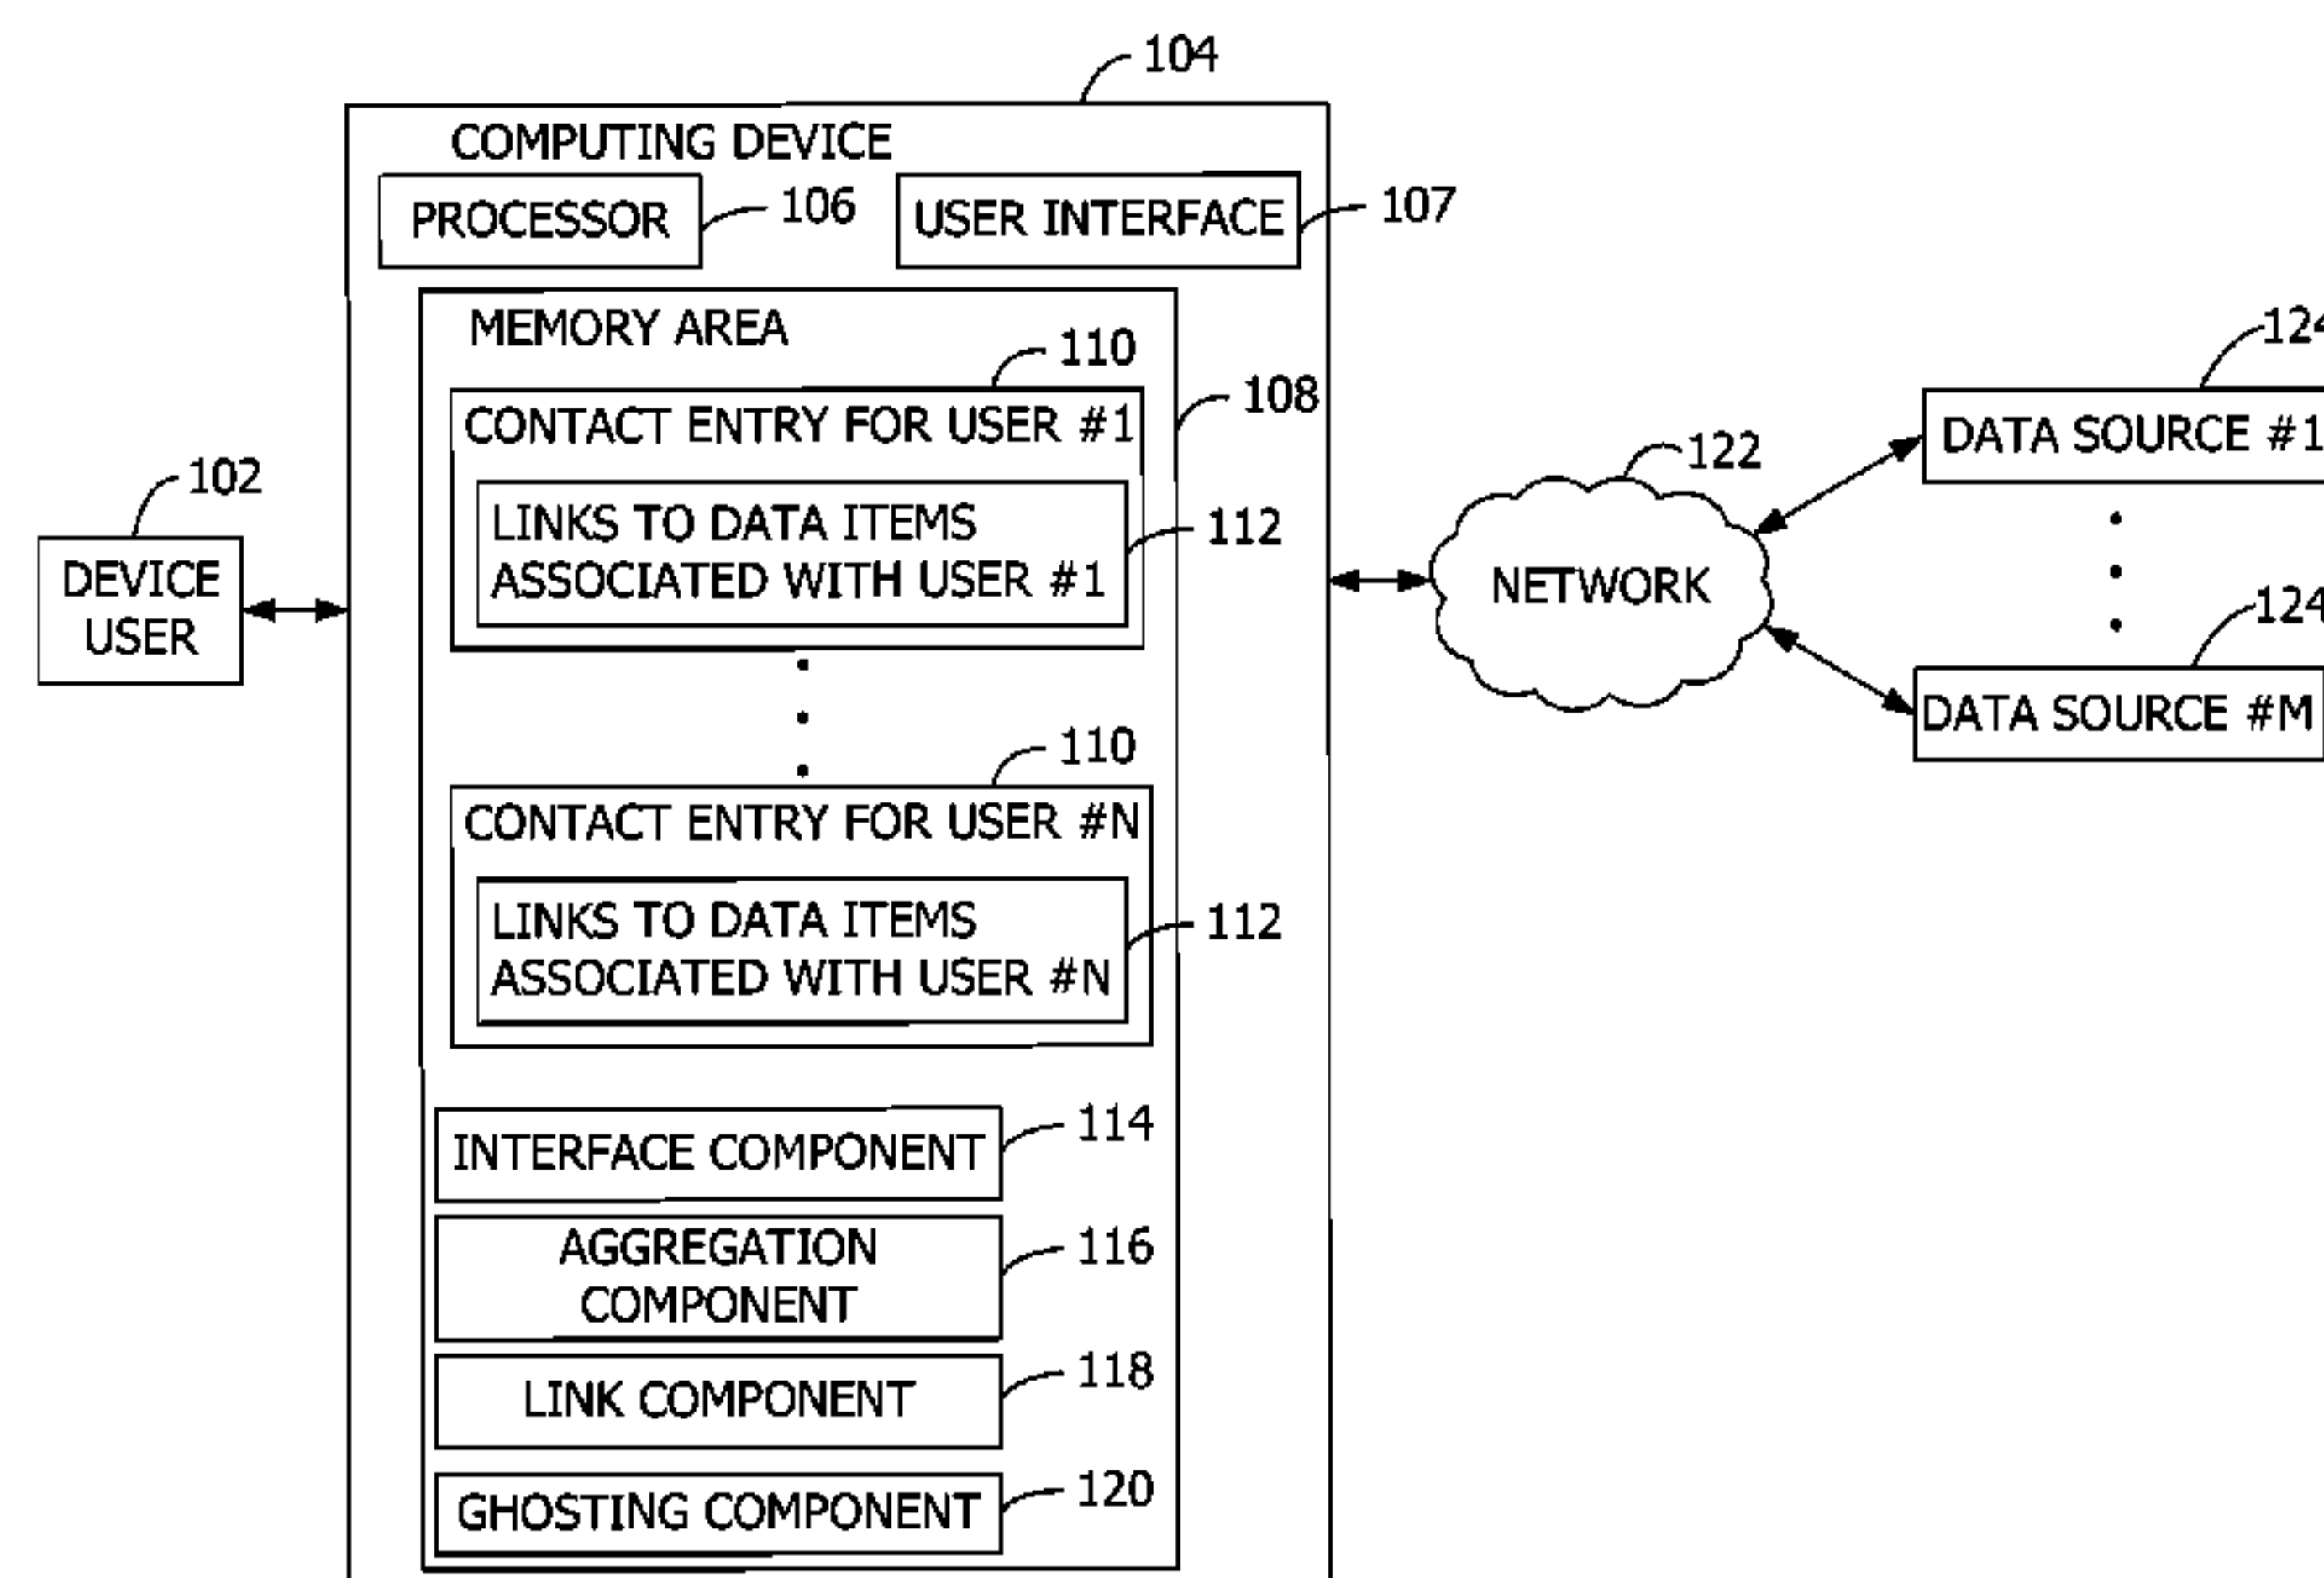 104
COMPUTING DEVICE
PROCESSOR
106
USER INTERFACE
107
MEMORY AREA
110
108
CONTACT ENTRY FOR USER #1
LINKS TO DATA ITEMS
ASSOCIATED WITH USER #1
112
102
DEVICE
USER
122
NETWORK
124
DATA SOURCE #1
124
DATA SOURCE #M
110
CONTACT ENTRY FOR USER #N
LINKS TO DATA ITEMS
ASSOCIATED WITH USER #N
112
INTERFACE COMPONENT
114
AGGREGATION
COMPONENT
116
LINK COMPONENT
118
GHOSTING COMPONENT
120